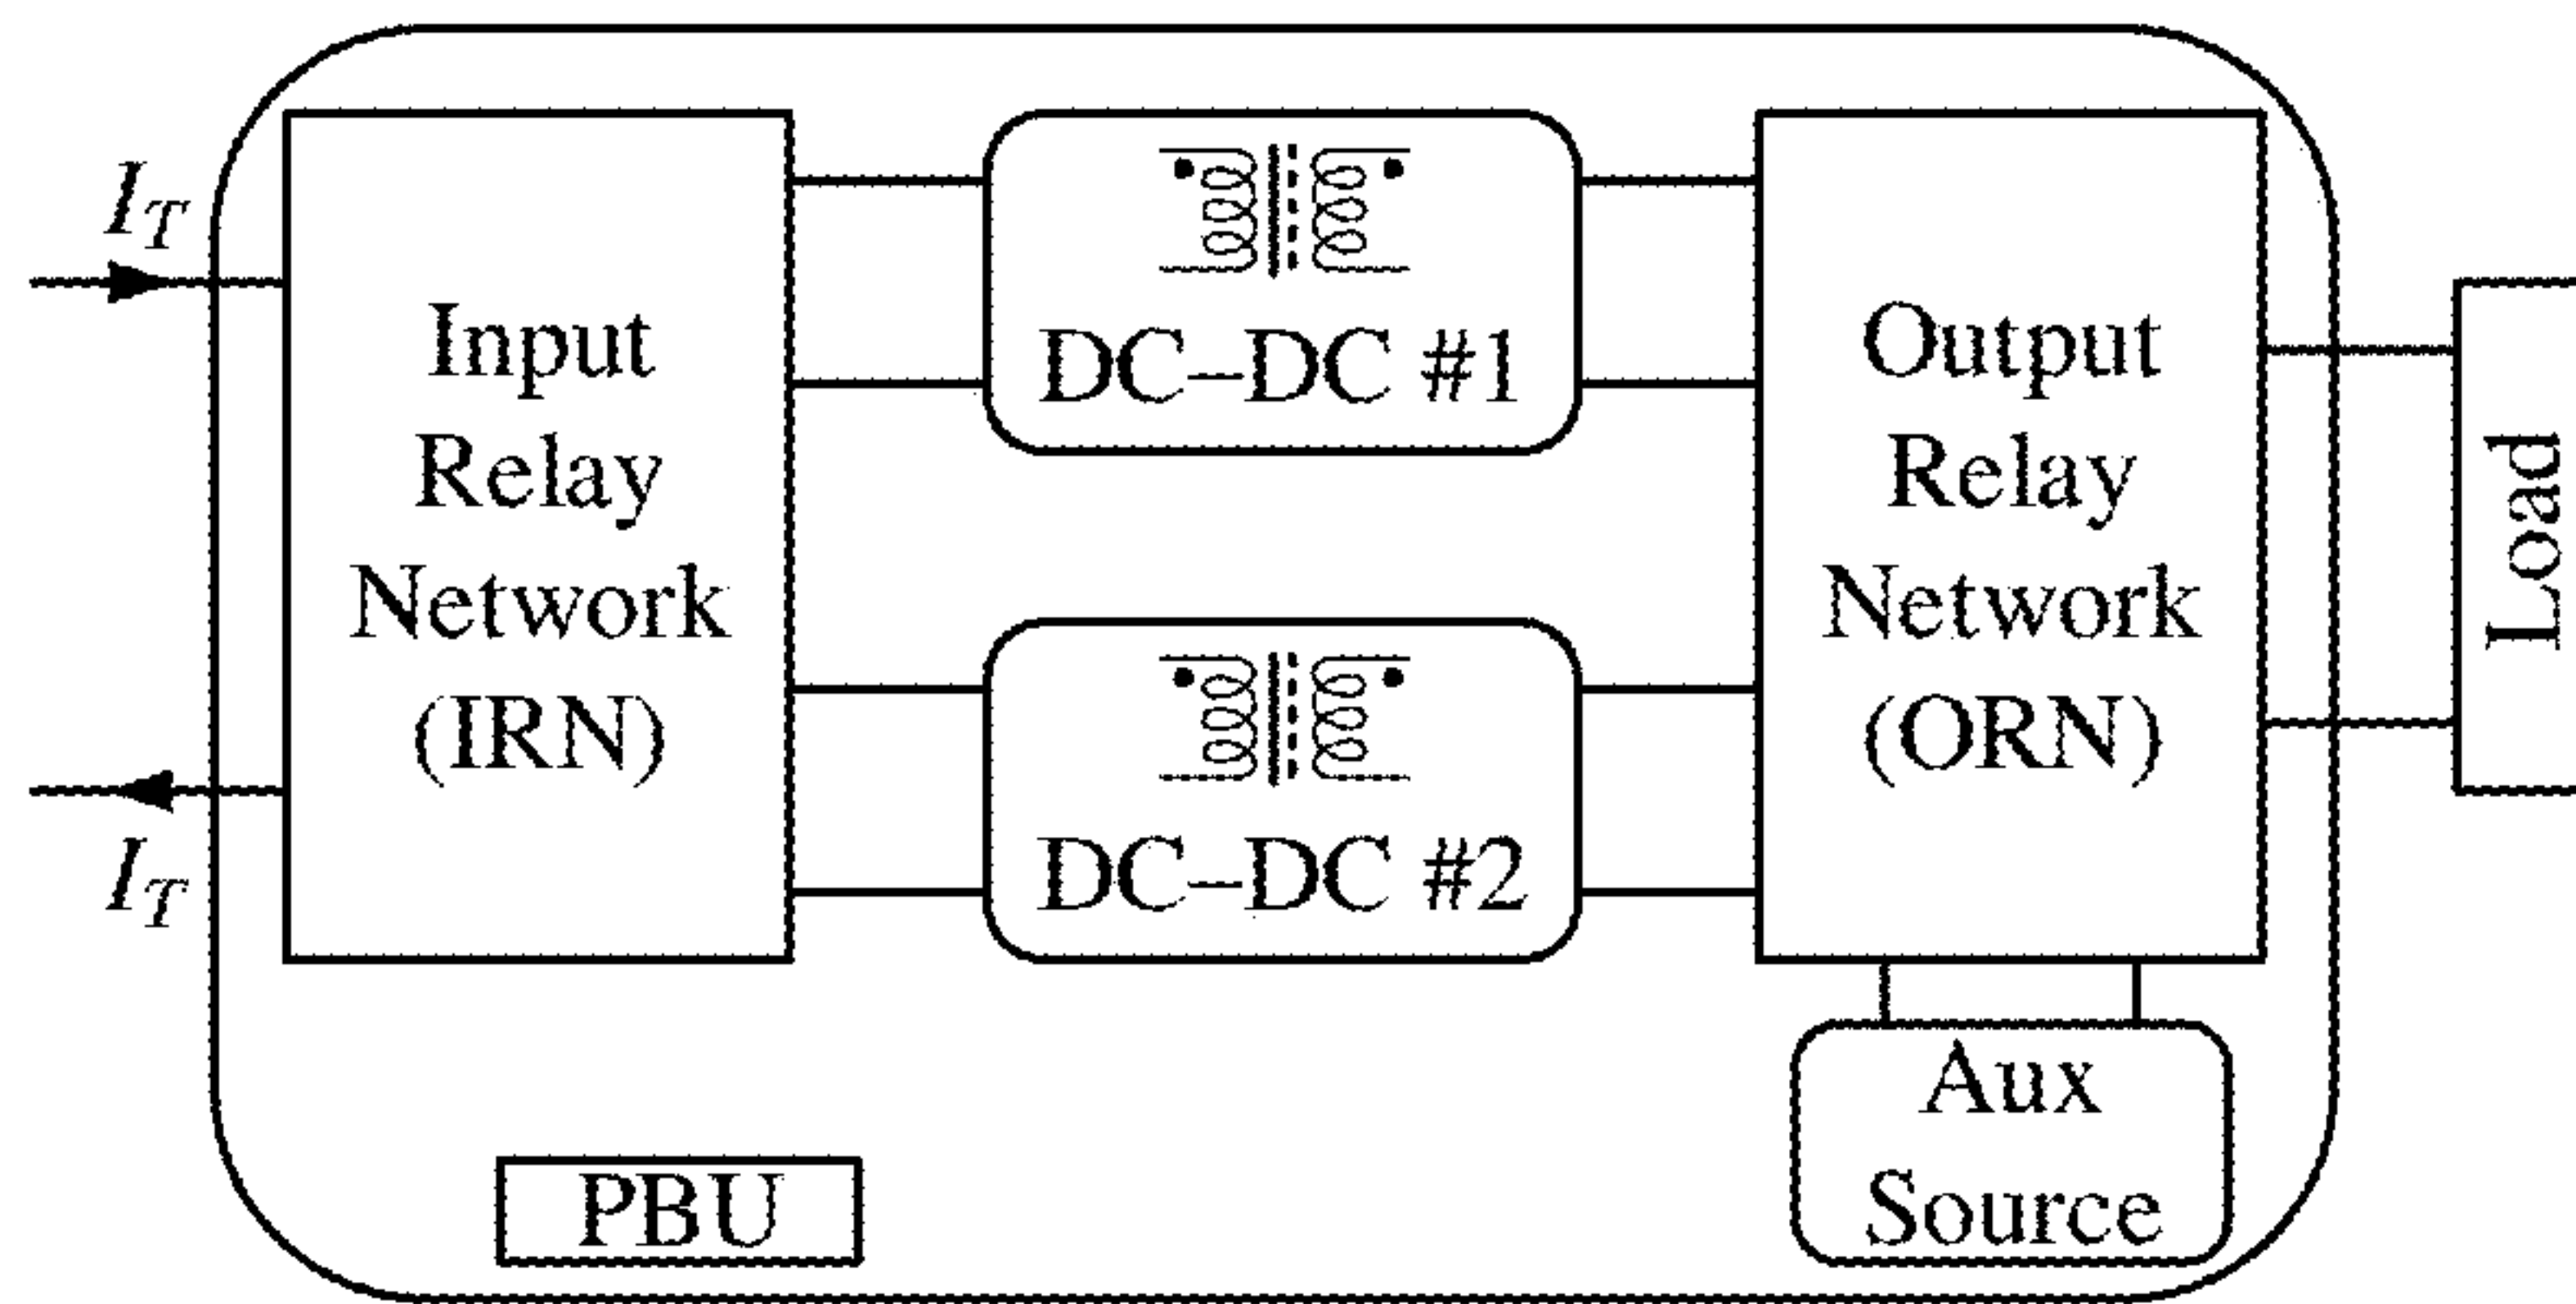 I_T
Input
Relay
Network
(IRN)
I_T
DC–DC #1
DC–DC #2
Output
Relay
Network
(ORN)
Load
Aux
Source
PBU